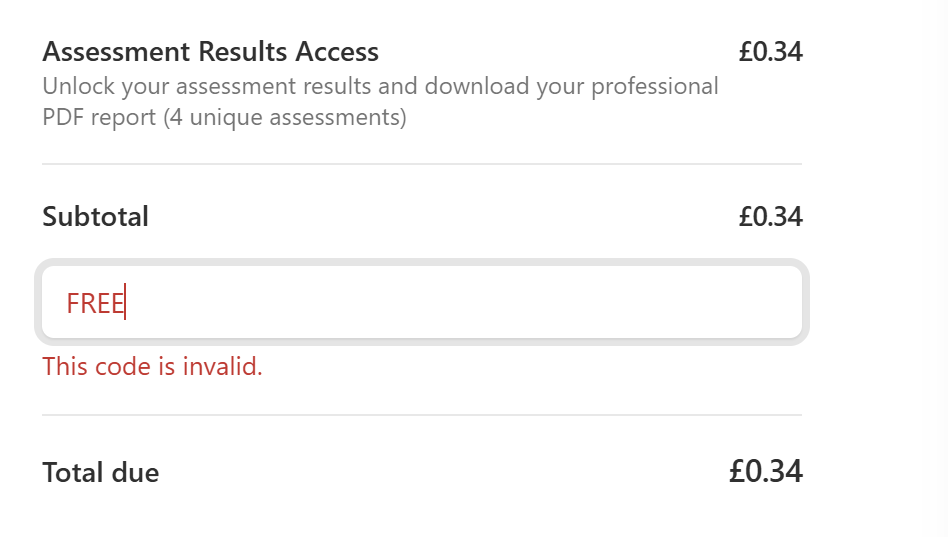 Assessment Results Access £0.34
Unlock your assessment results and download your professional
PDF report (4 unique assessments)
Subtotal £0.34
FREE
This code is invalid.
Total due £0.34